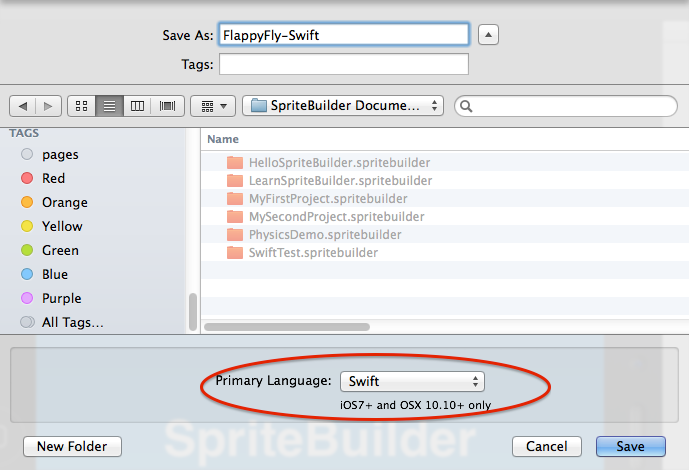 Save As: FlappyFly-Swift
Tags:
SpriteBuilder Docume...
TAGS
pages
Red
Orange
Yellow
Green
Blue
Purple
All Tags...
Name
HelloSpriteBuilder.spritebuilder
LearnSpriteBuilder.spritebuilder
MyFirstProject.spritebuilder
MySecondProject.spritebuilder
PhysicsDemo.spritebuilder
SwiftTest.spritebuilder
Primary Language: Swift
iOS7+ and OSX 10.10+ only
SpriteBuilder
New Folder
Cancel
Save